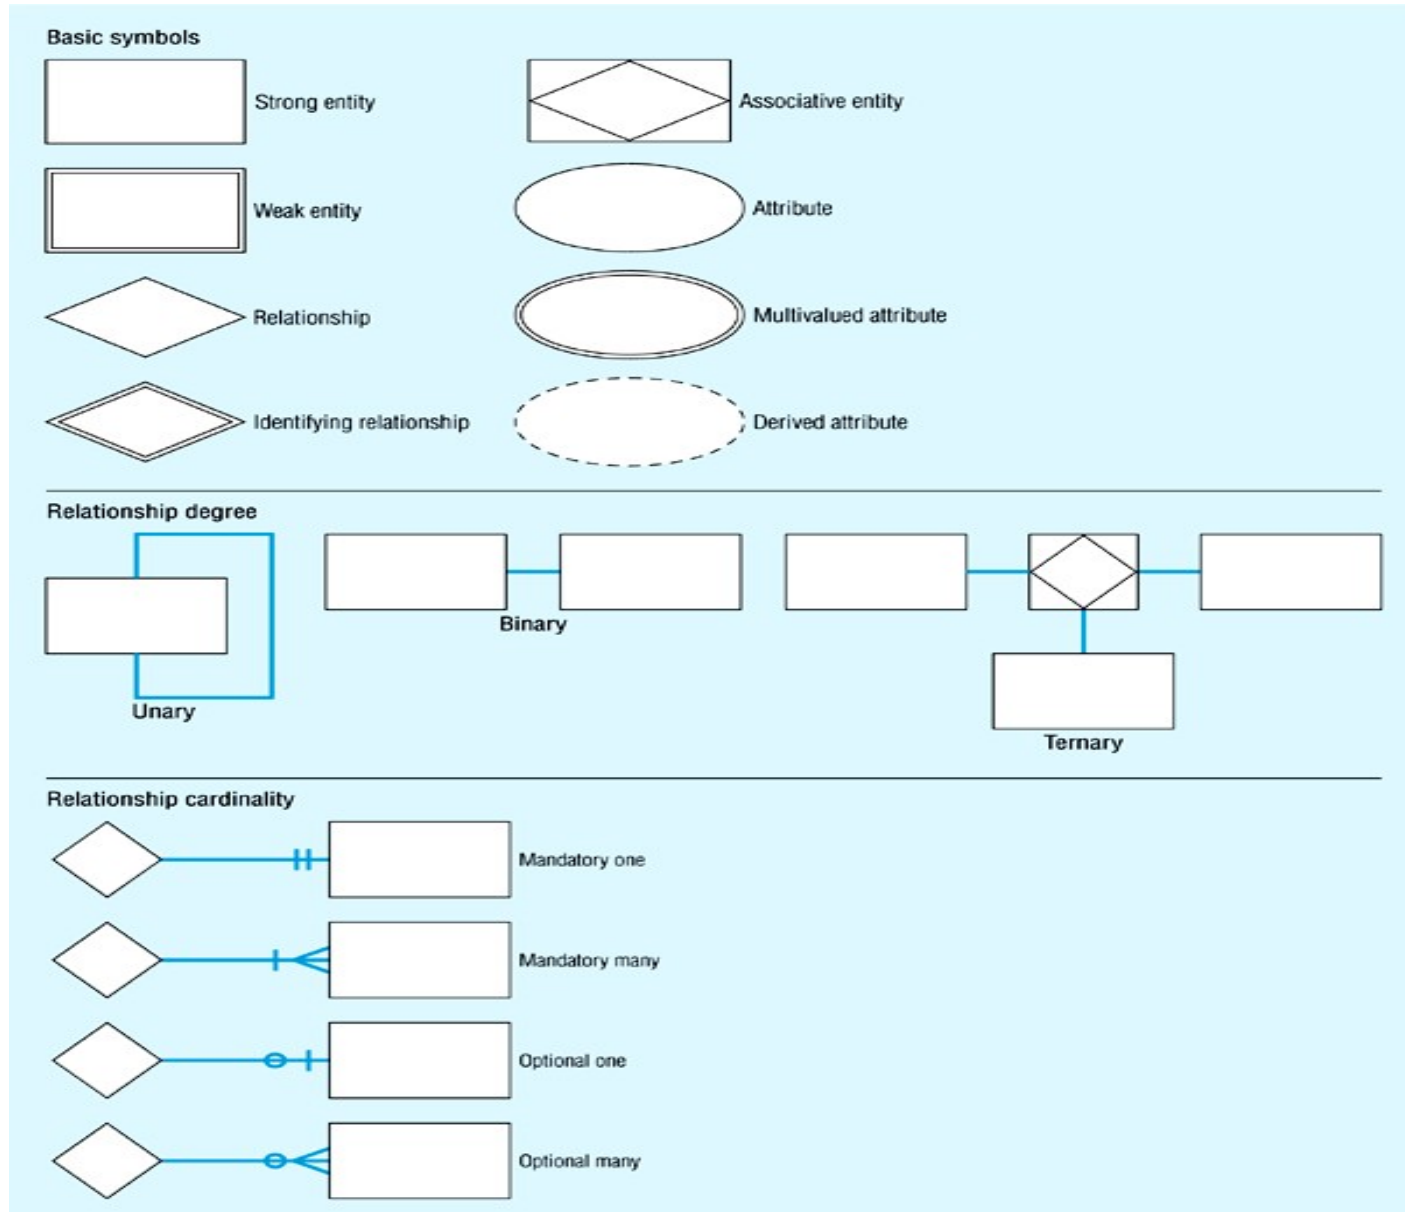 Basic symbols
Strong entity
Associative entity
Weak entity
Attribute
Relationship
Multivalued attribute
Identifying relationship
Derived attribute
Relationship degree
Unary
Binary
Ternary
Relationship cardinality
Mandatory one
Mandatory many
Optional one
Optional many